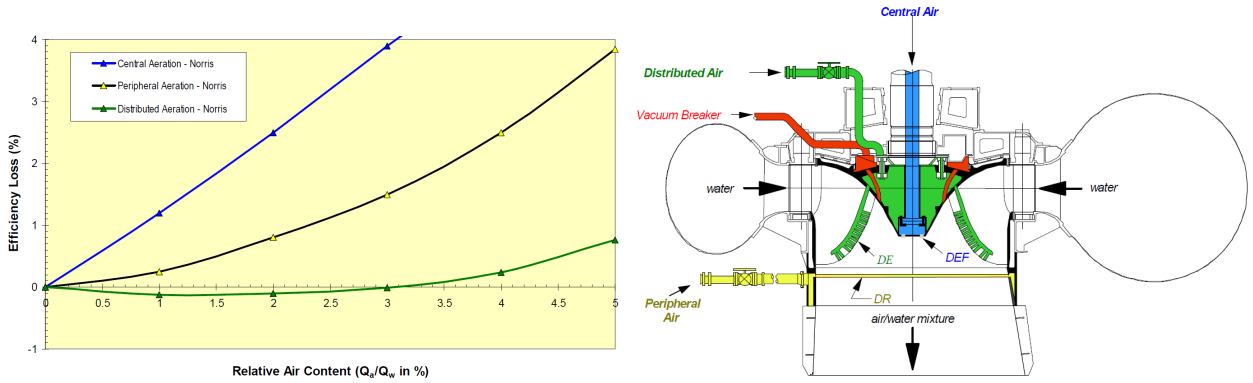 4
3
2
1
0
-1
Efficiency Loss (%)
Central Aeration - Norris
Peripheral Aeration - Norris
Distributed Aeration - Norris
0 0.5 1 1.5 2 2.5 3 3.5 4 4.5 5
Relative Air Content (Qa/Qw in %)
Central Air
Distributed Air
Vacuum Breaker
water
water
DE
DEF
Peripheral
Air
DR
air/water mixture